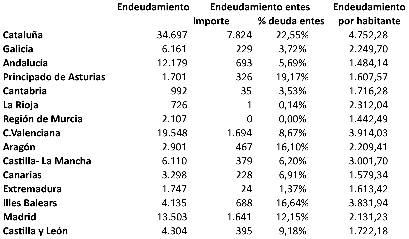 Endeudamiento Endeudamiento entes Endeudamiento
Importe % deuda entes por habitante
Cataluña 34.697 7.824 22,55% 4.752,28
Galicia 6.161 229 3,72% 2.249,70
Andalucía 12.179 693 5,69% 1.484,14
Principado de Asturias 1.701 326 19,17% 1.607,57
Cantabria 992 35 3,53% 1.716,28
La Rioja 726 1 0,14% 2.312,04
Región de Murcia 2.107 0 0,00% 1.442,49
C.Valenciana 19.548 1.694 8,67% 3.914,03
Aragón 2.901 467 16,10% 2.209,41
Castilla- La Mancha 6.110 379 6,20% 3.001,70
Canarias 3.298 228 6,91% 1.579,34
Extremadura 1.747 24 1,37% 1.613,42
Illes Balears 4.135 688 16,64% 3.831,94
Madrid 13.503 1.641 12,15% 2.131,23
Castilla y León 4.304 395 9,18% 1.722,18